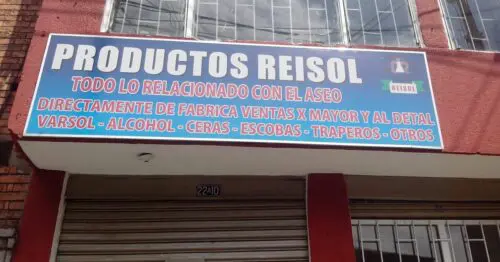 PRODUCTOS REISOL
REISOL
TODO LO RELACIONADO CON EL ASEO
DIRECTAMENTE DE FABRICA VENTAS X MAYOR Y AL DETAL
VARSOL - ALCOHOL - CERAS - ESCOBAS - TRAPEROS - OTROS
22A10